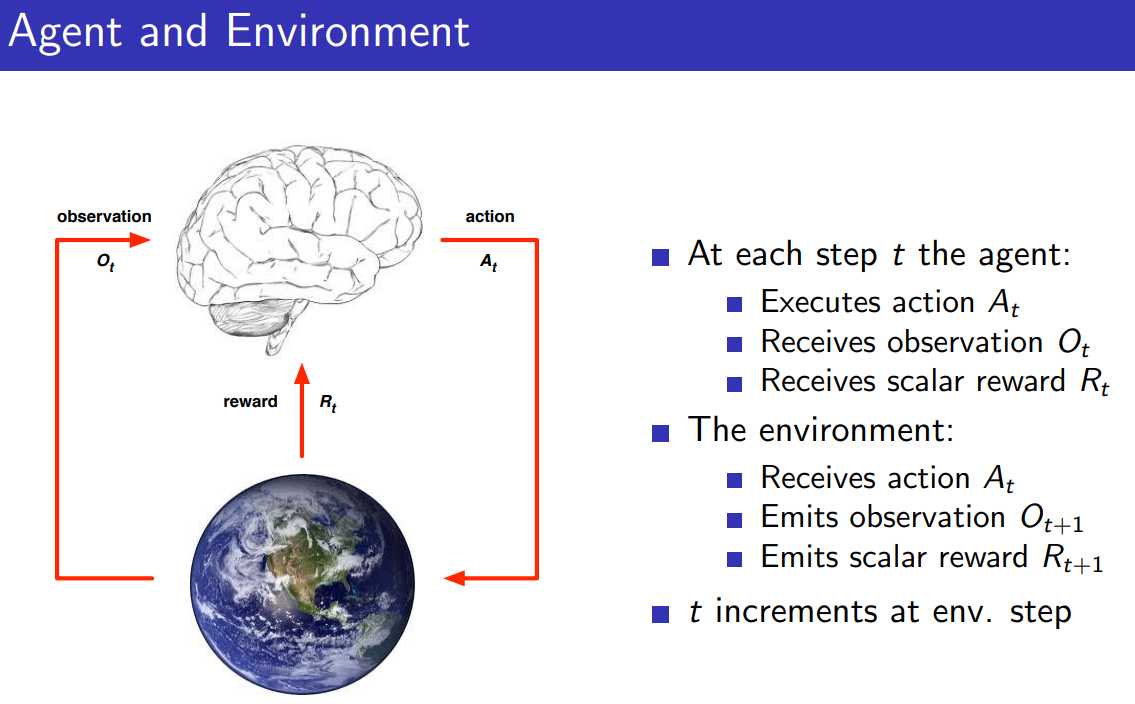 Agent and Environment
observation
O_t
action
A_t
reward
R_t
At each step t the agent:
Executes action A_t
Receives observation O_t
Receives scalar reward R_t
The environment:
Receives action A_t
Emits observation O_{t+1}
Emits scalar reward R_{t+1}
t increments at env. step